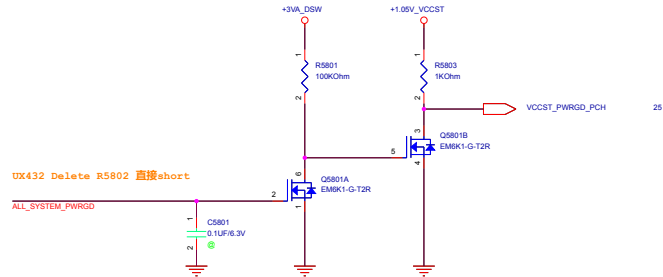 +3VA_DSW
+1.05V_VCCST
1
R5801
100KOhm
2
1
R5803
1KOhm
2
VCCST_PWRGD_PCH
25
3
Q5801B
EM6K1-G-T2R
5
4
6
Q5801A
EM6K1-G-T2R
2
1
UX432 Delete R5802 直接short
ALL_SYSTEM_PWRGD
1
C5801
0.1UF/6.3V
2
@